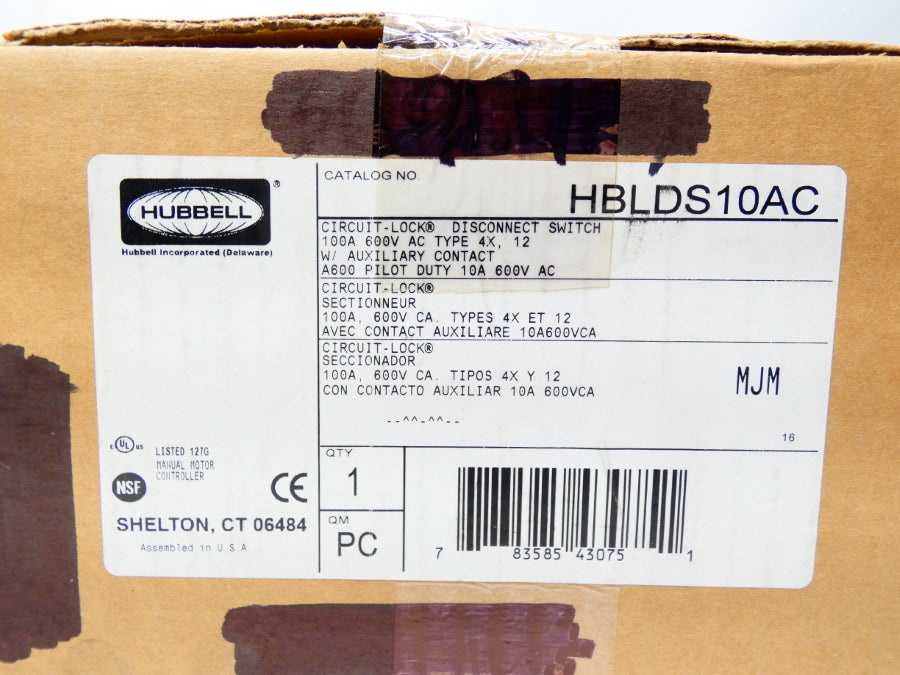 HUBBELL
®
Hubbell Incorporated (Delaware)
CATALOG NO.
HBLDS10AC
CIRCUIT-LOCK® DISCONNECT SWITCH
100A 600V AC TYPE 4X, 12
W/ AUXILIARY CONTACT
A600 PILOT DUTY 10A 600V AC
CIRCUIT-LOCK®
SECTIONNEUR
100A, 600V CA. TYPES 4X ET 12
AVEC CONTACT AUXILIARE 10A600VCA
CIRCUIT-LOCK®
SECCIONADOR
100A, 600V CA. TIPOS 4X Y 12
CON CONTACTO AUXILIAR 10A 600VCA
MJM
--^^-^^--
16
c UL us
LISTED 127G
MANUAL MOTOR
CONTROLLER
NSF
CE
SHELTON, CT 06484
Assembled in U S A
QTY
1
QM
PC
7 83585 43075 1